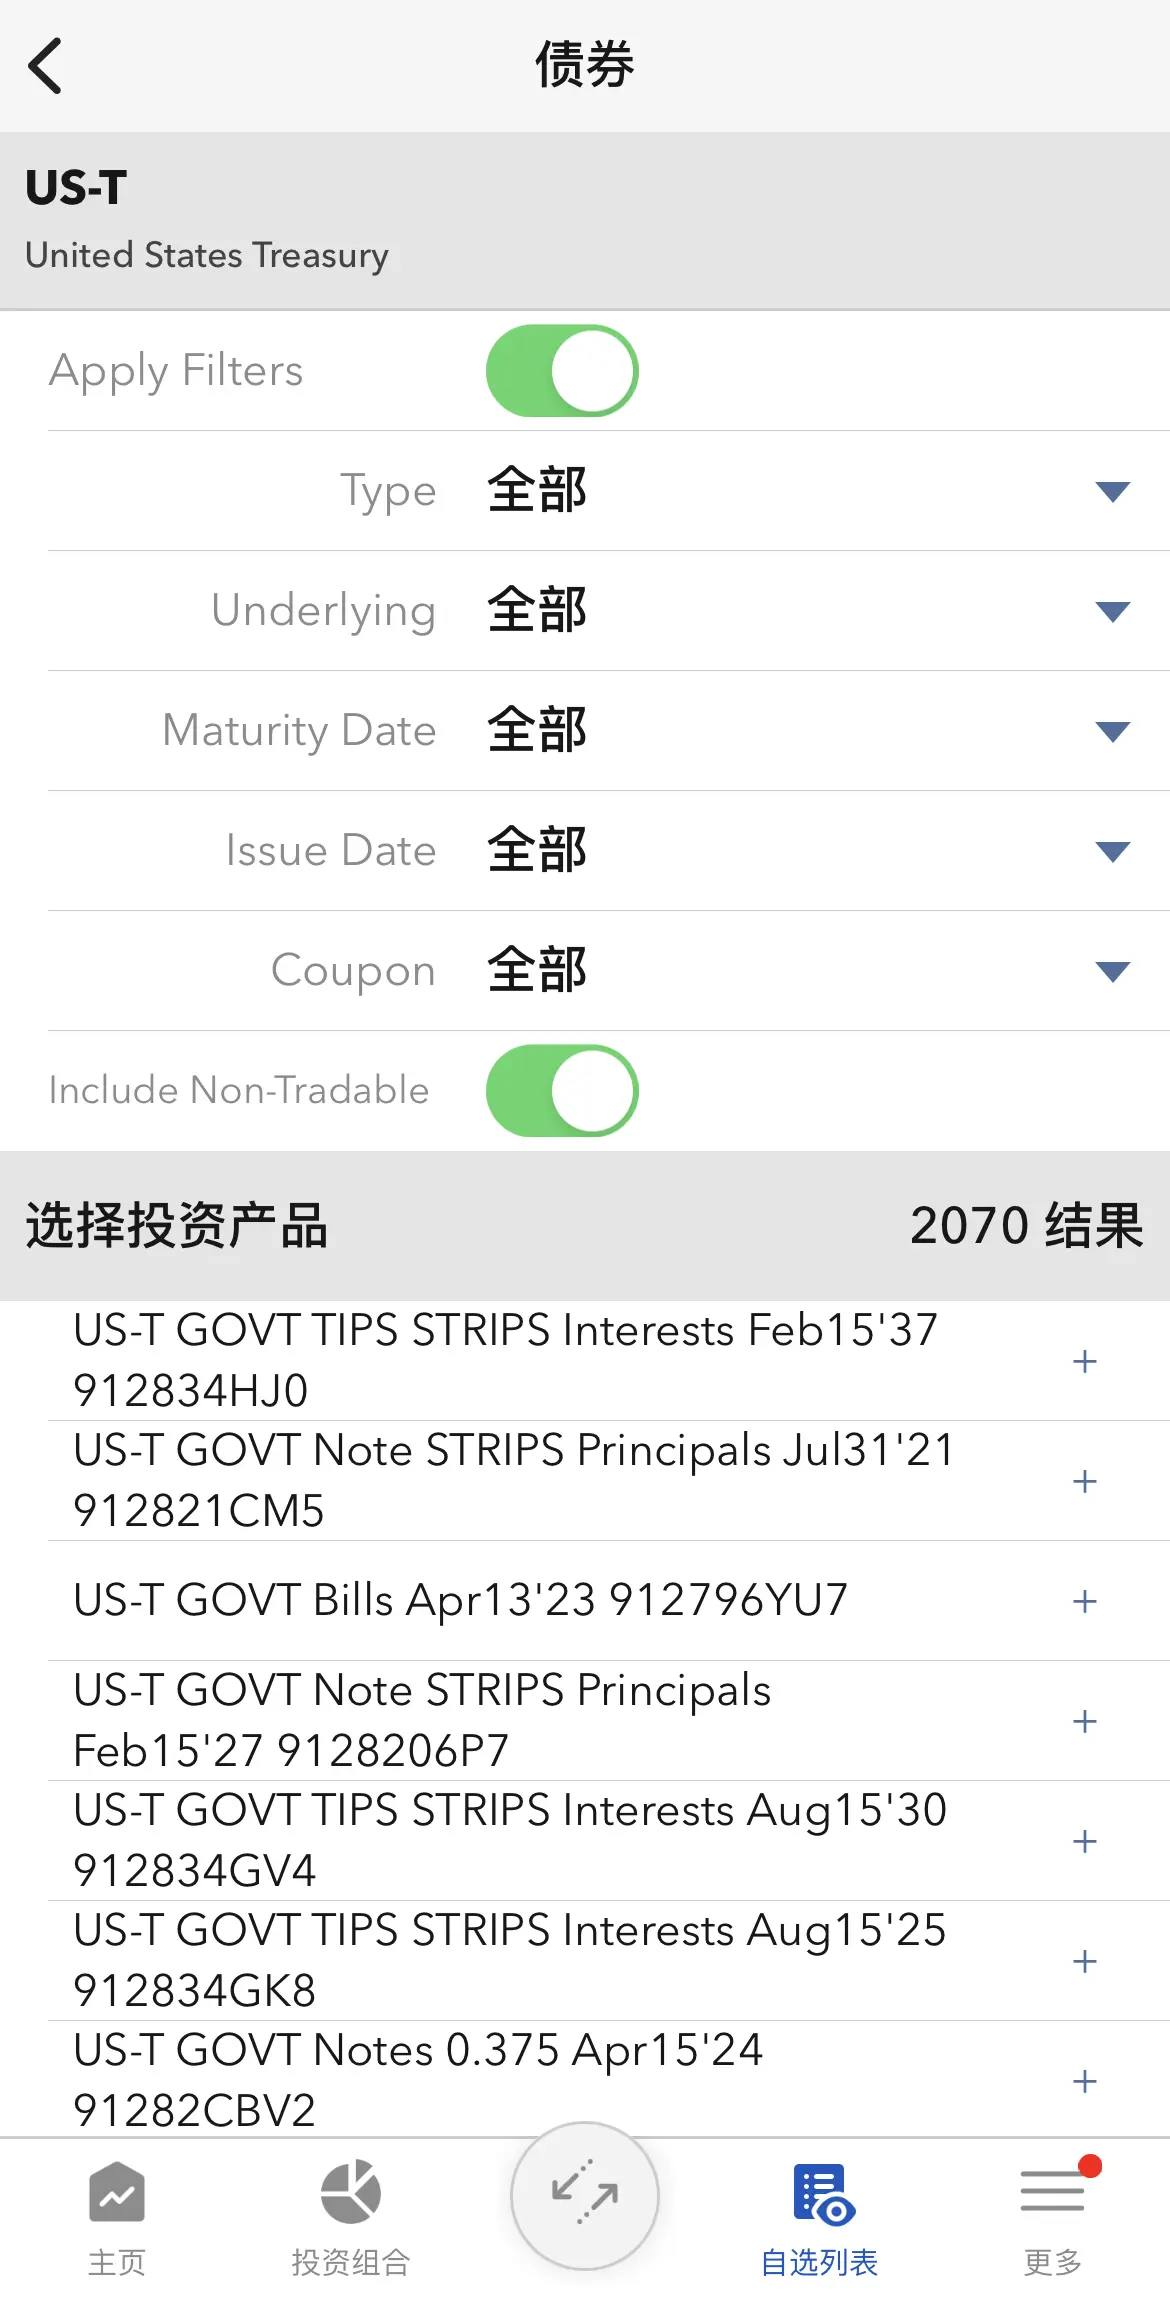 债券
US-T
United States Treasury
Apply Filters
Type 全部
Underlying 全部
Maturity Date 全部
Issue Date 全部
Coupon 全部
Include Non-Tradable
选择投资产品 2070 结果
US-T GOVT TIPS STRIPS Interests Feb15'37
912834HJ0
+
US-T GOVT Note STRIPS Principals Jul31'21
912821CM5
+
US-T GOVT Bills Apr13'23 912796YU7 +
US-T GOVT Note STRIPS Principals
Feb15'27 9128206P7
+
US-T GOVT TIPS STRIPS Interests Aug15'30
912834GV4
+
US-T GOVT TIPS STRIPS Interests Aug15'25
912834GK8
+
US-T GOVT Notes 0.375 Apr15'24
91282CBV2
+
主页 投资组合 自选列表 更多